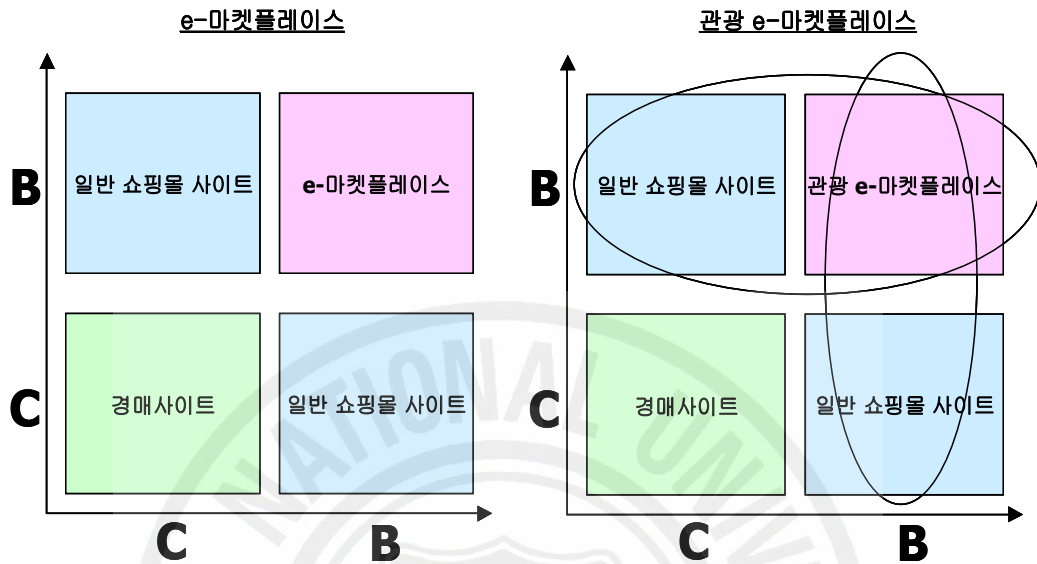 e-마켓플레이스
관광 e-마켓플레이스
B
일반 쇼핑몰 사이트
e-마켓플레이스
C
경매사이트
일반 쇼핑몰 사이트
C
B
B
일반 쇼핑몰 사이트
관광 e-마켓플레이스
C
경매사이트
일반 쇼핑몰 사이트
C
B
NATIONAL UNIV